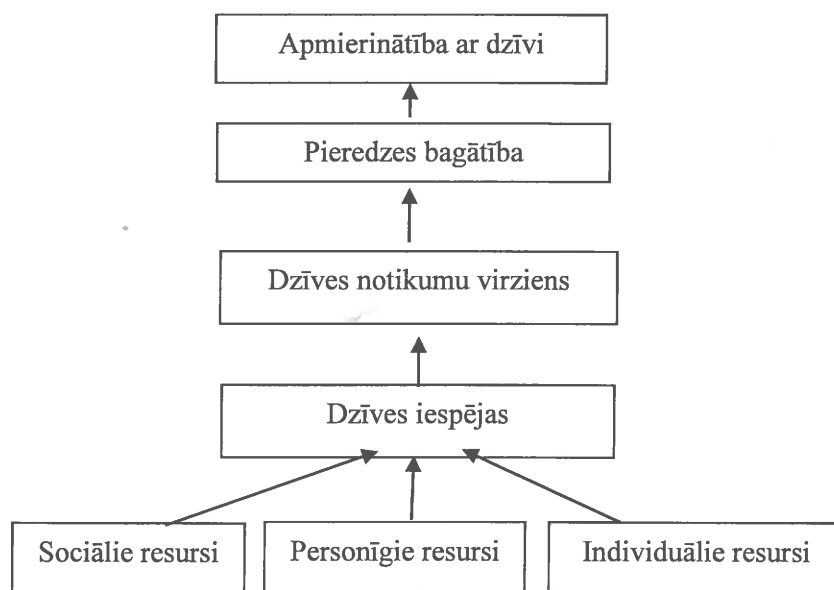 Apmierinātība ar dzīvi
Pieredzes bagātība
Dzīves notikumu virziens
Dzīves iespējas
Sociālie resursi
Personīgie resursi
Individuālie resursi